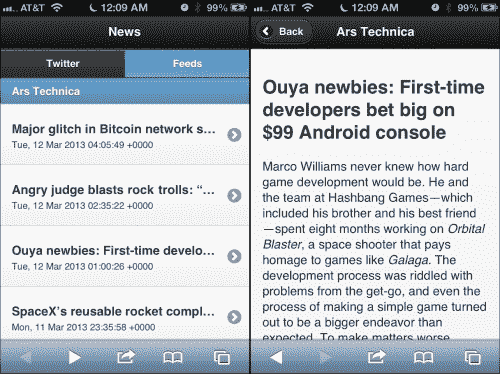 AT&T 12:09 AM 99%
News
Twitter Feeds
Ars Technica
Major glitch in Bitcoin network s...
Tue, 12 Mar 2013 04:05:49 +0000
Angry judge blasts rock trolls: “...
Tue, 12 Mar 2013 02:35:22 +0000
Ouya newbies: First-time develo...
Tue, 12 Mar 2013 01:00:26 +0000
SpaceX's reusable rocket compl...
Mon, 11 Mar 2013 23:35:58 +0000
AT&T 12:09 AM 99%
Back Ars Technica
Ouya newbies: First-time
developers bet big on
$99 Android console
Marco Williams never knew how hard
game development would be. He and
the team at Hashbang Games—which
included his brother and his best friend
—spent eight months working on Orbital
Blaster, a space shooter that pays
homage to games like Galaga. The
development process was riddled with
problems from the get-go, and even the
process of making a simple game turned
out to be a bigger endeavor than
expected. To make matters worse